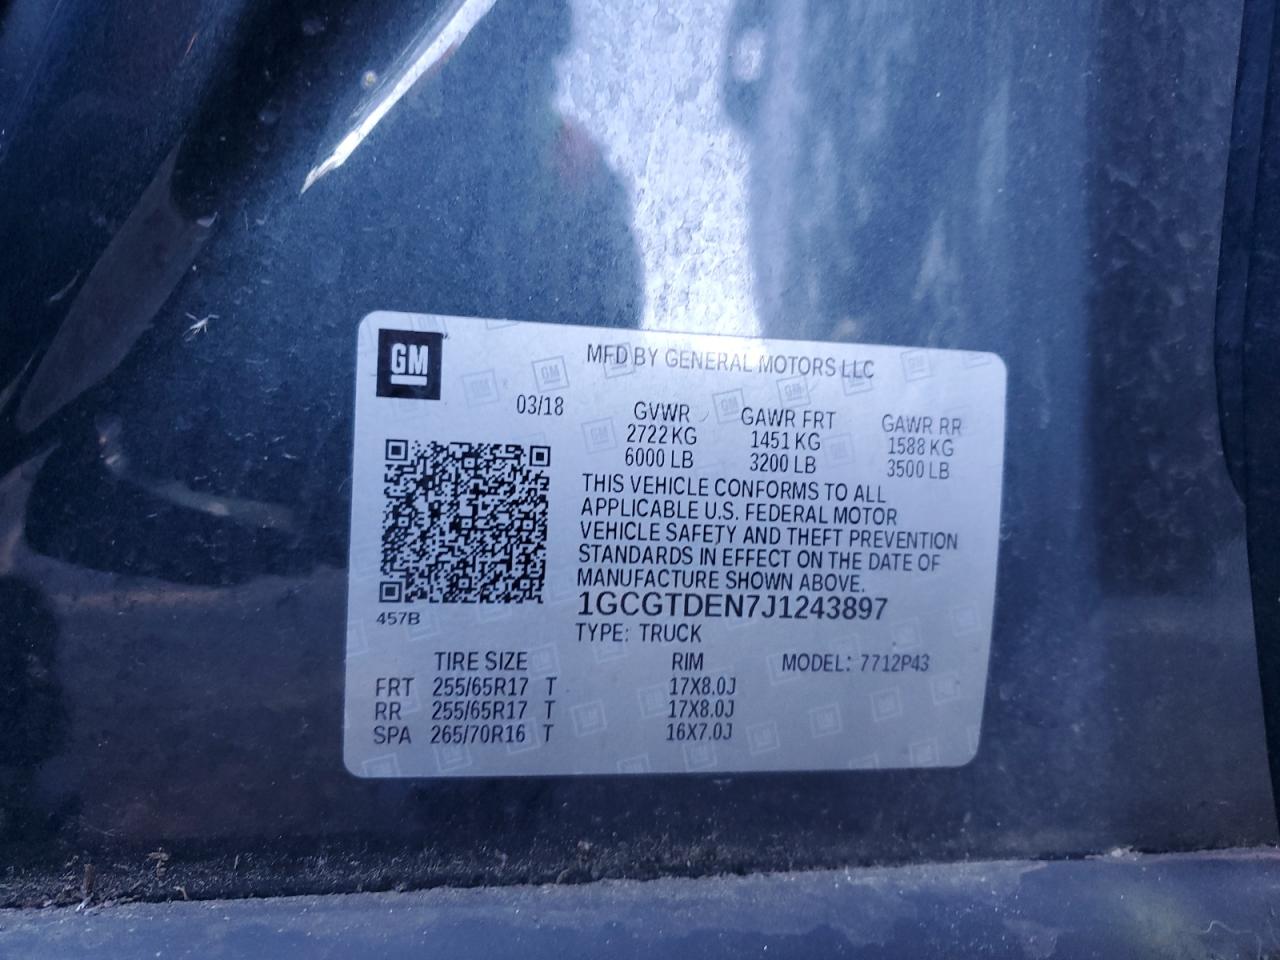 GM
MFD BY GENERAL MOTORS LLC
03/18
GVWR GAWR FRT GAWR RR
2722 KG 1451 KG 1588 KG
6000 LB 3200 LB 3500 LB
THIS VEHICLE CONFORMS TO ALL
APPLICABLE U.S. FEDERAL MOTOR
VEHICLE SAFETY AND THEFT PREVENTION
STANDARDS IN EFFECT ON THE DATE OF
MANUFACTURE SHOWN ABOVE.
1GCGTDEN7J1243897
457B
TYPE: TRUCK
TIRE SIZE RIM MODEL: 7712P43
FRT 255/65R17 T 17X8.0J
RR 255/65R17 T 17X8.0J
SPA 265/70R16 T 16X7.0J